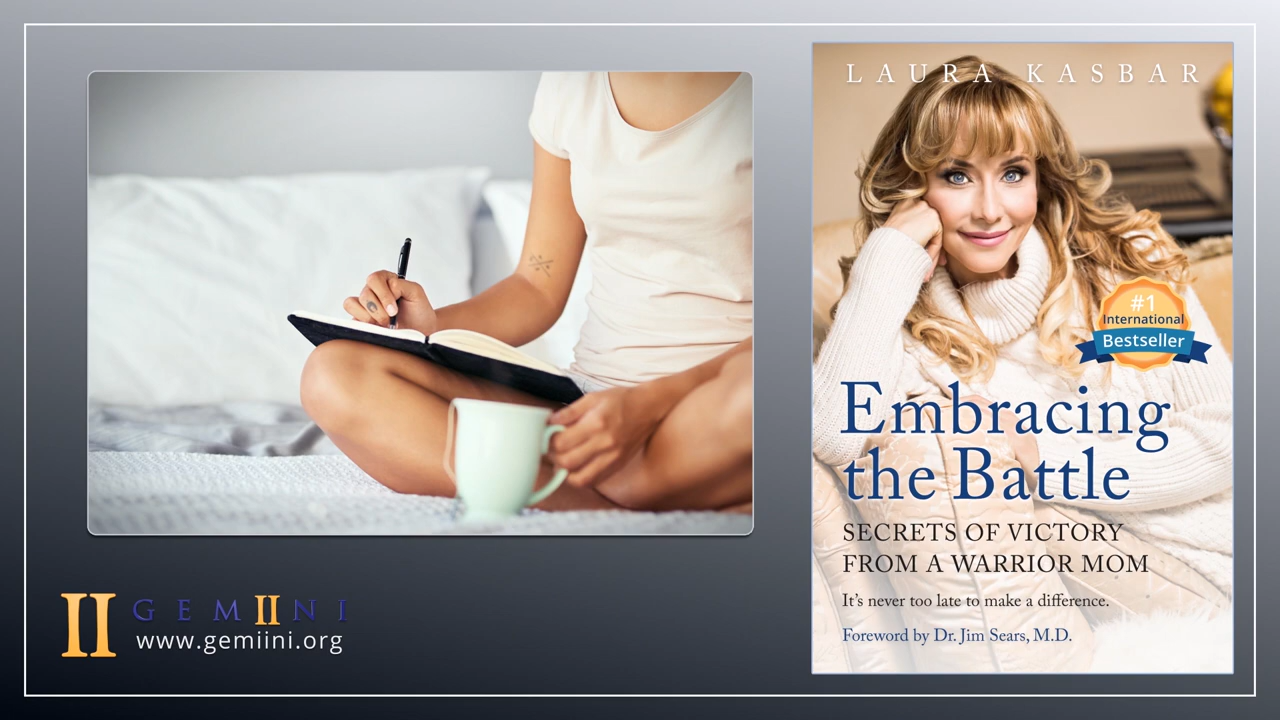 LAURA KASBAR
#1
International
Bestseller
Embracing
the Battle
SECRETS OF VICTORY
FROM A WARRIOR MOM
It’s never too late to make a difference.
Foreword by Dr. Jim Sears, M.D.
II GEMIINI
www.gemiini.org